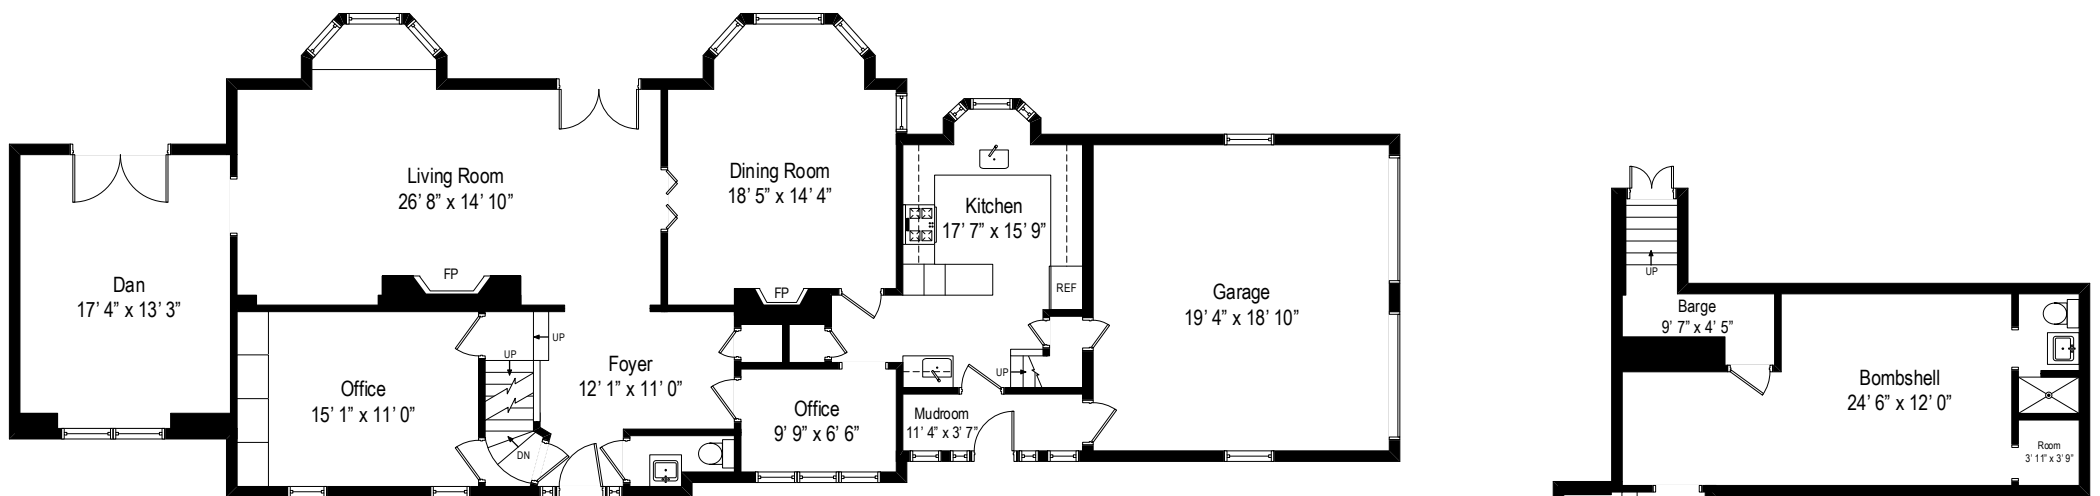 Living Room
26' 8" x 14' 10"
Dining Room
18' 5" x 14' 4"
Kitchen
17' 7" x 15' 9"
Dan
17' 4" x 13' 3"
FP
FP
REF
Garage
19' 4" x 18' 10"
UP
UP
Foyer
12' 1" x 11' 0"
Office
15' 1" x 11' 0"
DN
Office
9' 9" x 6' 6"
UP
Mudroom
11' 4" x 3' 7"
UP
Barge
9' 7" x 4' 5"
Bombshell
24' 6" x 12' 0"
Room
3' 11" x 3' 9"